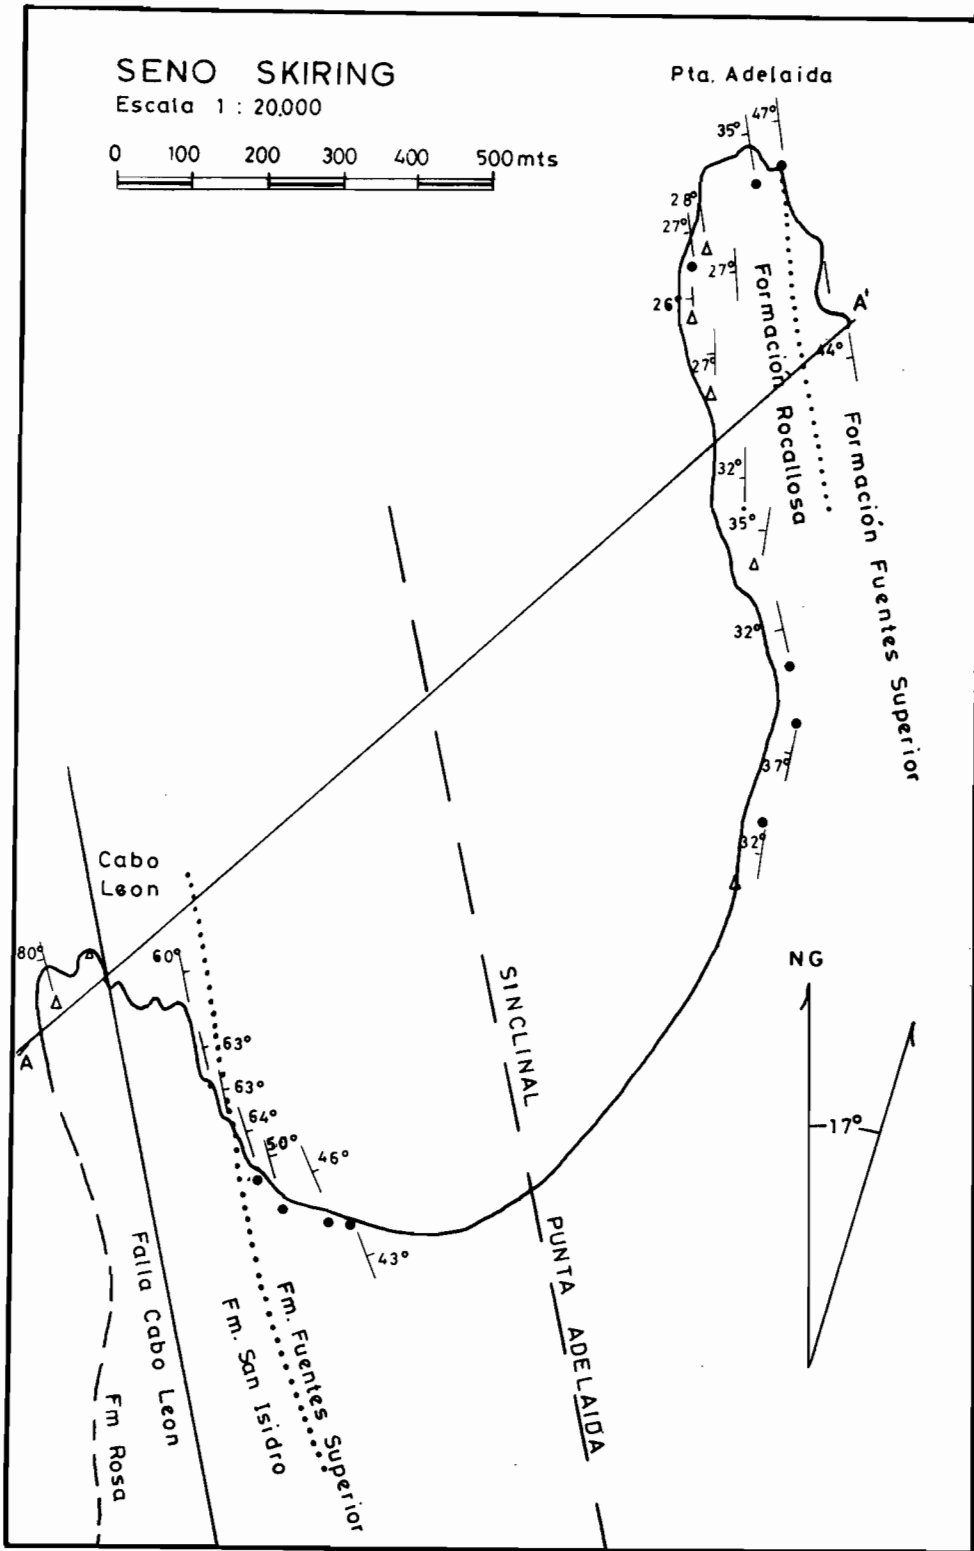 SENO SKIRING
Escala 1 : 20.000
0 100 200 300 400 500 mts
Pta. Adelaida
47°
35°
28°
27°
27°
26°
27°
A'
44°
Formación Rocallosa
Formación Fuentes Superior
32°
35°
32°
37°
32°
Cabo
Leon
80°
A
60°
63°
63°
64°
50°
46°
43°
NG
17°
SINCLINAL PUNTA ADELAIDA
Falla Cabo Leon
Fm Rosa
Fm. San Isidro
Fm. Fuentes Superior